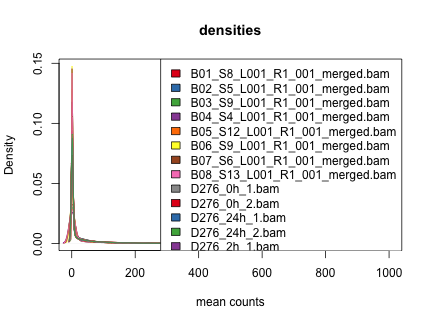 densities
Density
0.15
0.10
0.05
0.00
B01_S8_L001_R1_001_merged.bam
B02_S5_L001_R1_001_merged.bam
B03_S9_L001_R1_001_merged.bam
B04_S4_L001_R1_001_merged.bam
B05_S12_L001_R1_001_merged.bam
B06_S9_L001_R1_001_merged.bam
B07_S6_L001_R1_001_merged.bam
B08_S13_L001_R1_001_merged.bam
D276_0h_1.bam
D276_0h_2.bam
D276_24h_1.bam
D276_24h_2.bam
D276_2h_1.bam
0 200 400 600 800 1000
mean counts